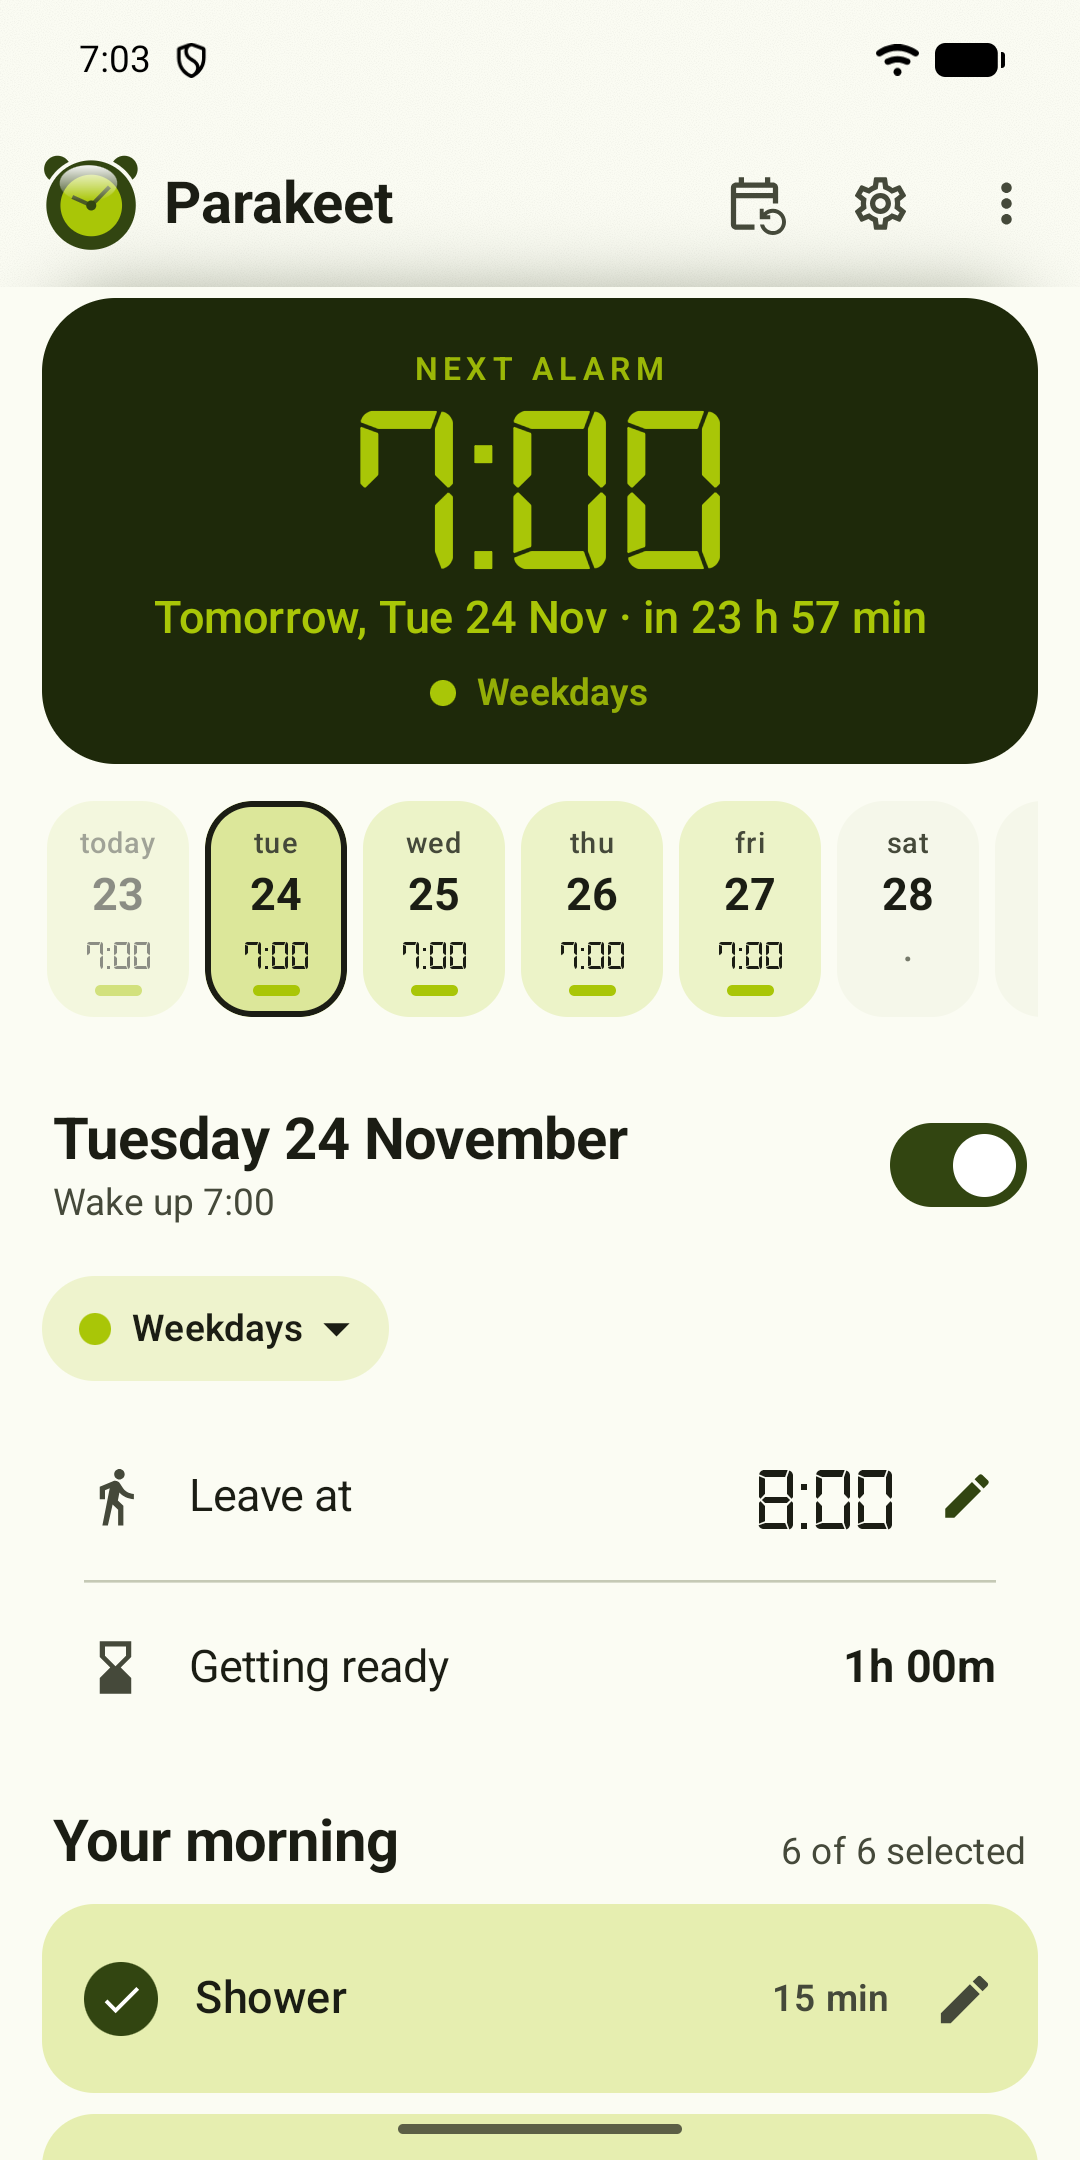 7:03
Parakeet
NEXT ALARM
7:00
Tomorrow, Tue 24 Nov · in 23 h 57 min
Weekdays
today tue wed thu fri sat
23 24 25 26 27 28
7:00 7:00 7:00 7:00 7:00 ·
Tuesday 24 November
Wake up 7:00
Weekdays
Leave at 8:00
Getting ready 1h 00m
Your morning 6 of 6 selected
Shower 15 min